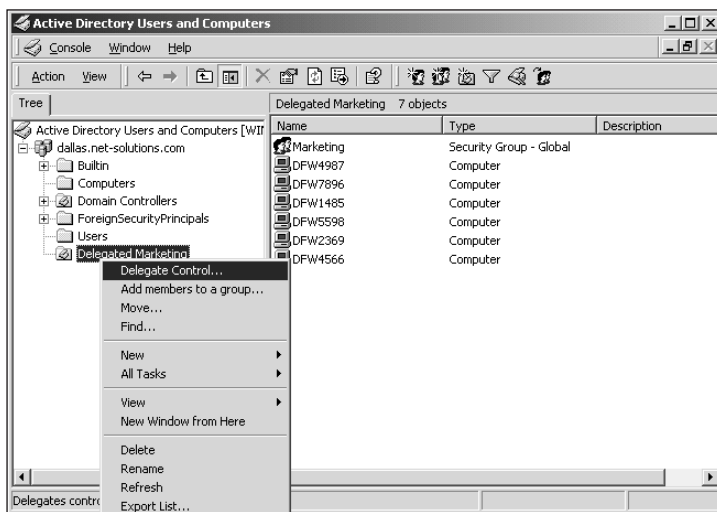 Active Directory Users and Computers
Console Window Help
Action View
Tree
Delegated Marketing 7 objects
Active Directory Users and Computers [WI
dallas.net-solutions.com
Builtin
Computers
Domain Controllers
ForeignSecurityPrincipals
Users
Delegated Marketing
Name Type Description
Marketing Security Group - Global
DFW4987 Computer
DFW7896 Computer
DFW1485 Computer
DFW5598 Computer
DFW2369 Computer
DFW4566 Computer
Delegate Control...
Add members to a group...
Move...
Find...
New
All Tasks
View
New Window from Here
Delete
Rename
Refresh
Export List...
Delegates contr